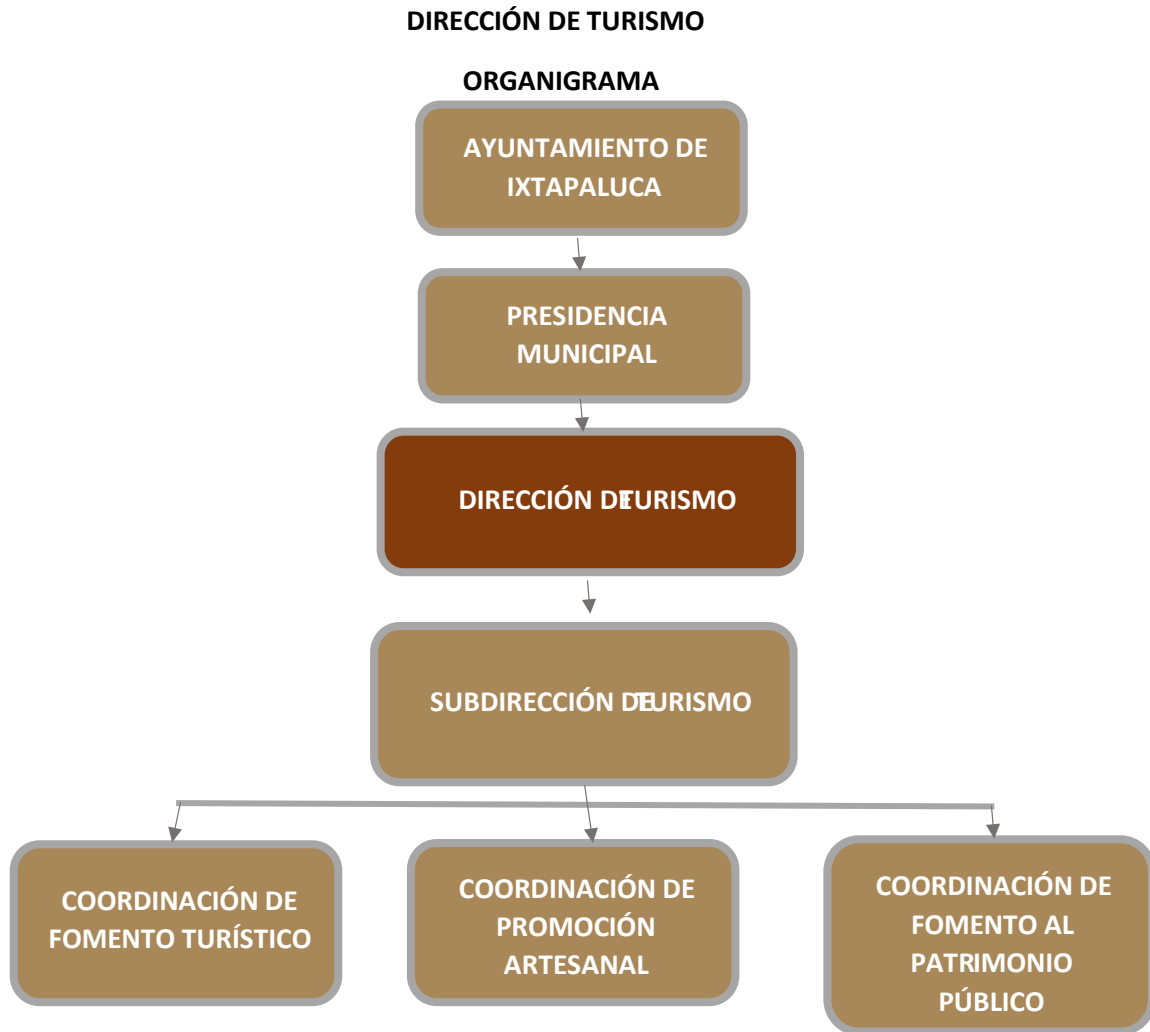 DIRECCIÓN DE TURISMO
ORGANIGRAMA
AYUNTAMIENTO DE
IXTAPALUCA
PRESIDENCIA
MUNICIPAL
DIRECCIÓN DE TURISMO
SUBDIRECCIÓN DE TURISMO
COORDINACIÓN DE
FOMENTO TURÍSTICO
COORDINACIÓN DE
PROMOCIÓN
ARTESANAL
COORDINACIÓN DE
FOMENTO AL
PATRIMONIO
PÚBLICO